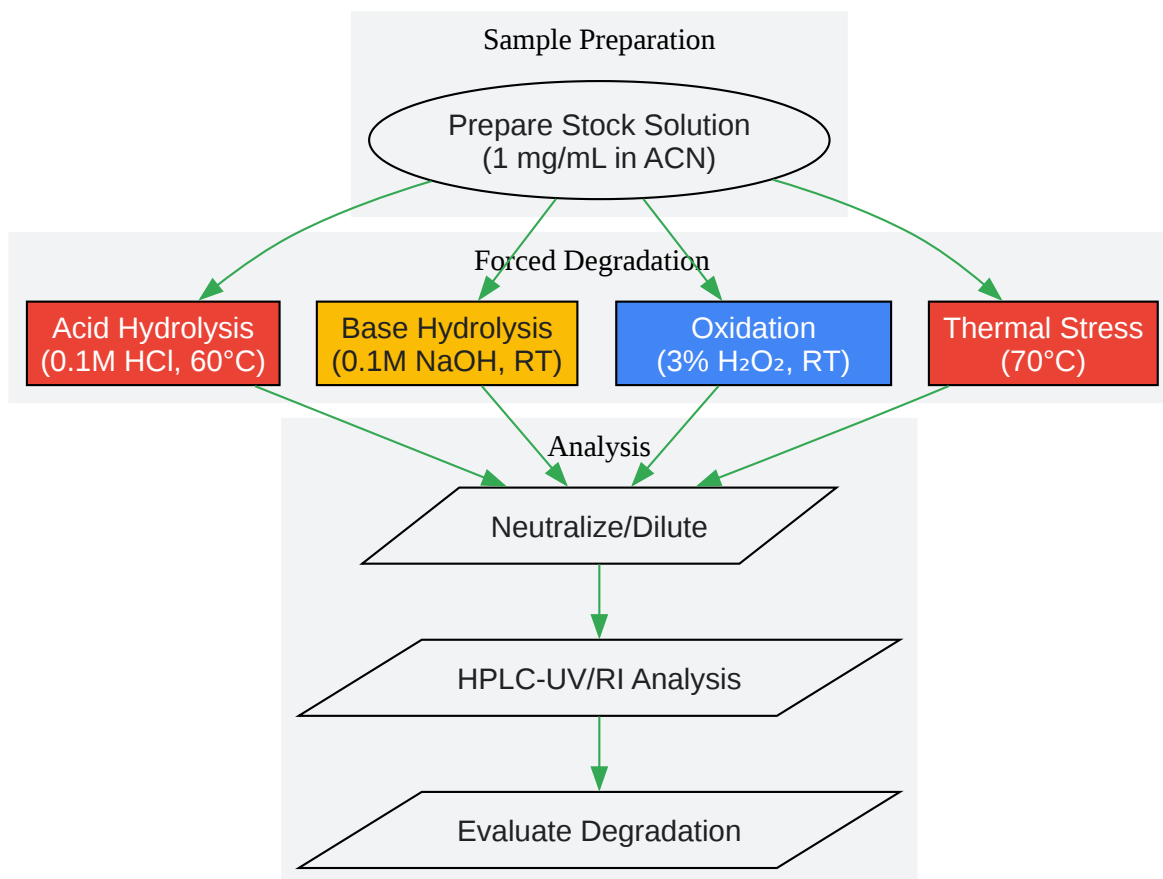 Sample Preparation
Prepare Stock Solution
(1 mg/mL in ACN)
Forced Degradation
Acid Hydrolysis
(0.1M HCl, 60°C)
Base Hydrolysis
(0.1M NaOH, RT)
Oxidation
(3% H₂O₂, RT)
Thermal Stress
(70°C)
Analysis
Neutralize/Dilute
HPLC-UV/RI Analysis
Evaluate Degradation